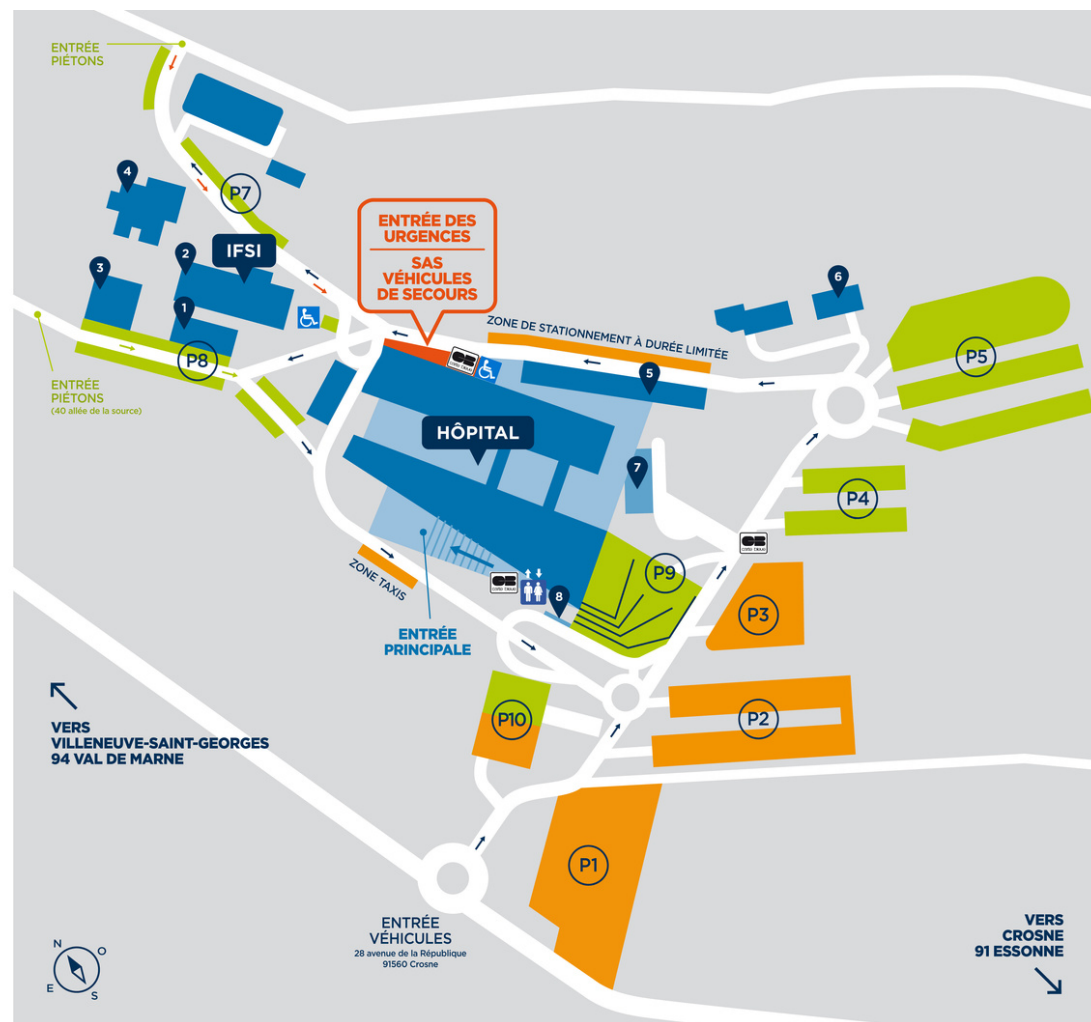 ENTRÉE
PIÉTONS
4
P7
ENTRÉE DES
URGENCES
SAS
VÉHICULES
DE SECOURS
2
IFSI
3
1
6
ZONE DE STATIONNEMENT À DURÉE LIMITÉE
P8
P5
5
ENTRÉE
PIÉTONS
(40 allée de la source)
HÔPITAL
7
P4
P9
ZONE TAXIS
8
P3
ENTRÉE
PRINCIPALE
VERS
VILLENEUVE-SAINT-GEORGES
94 VAL DE MARNE
P10
P2
P1
ENTRÉE
VÉHICULES
28 avenue de la République
91560 Crosne
VERS
CROSNE
91 ESSONNE
N
O
E
S